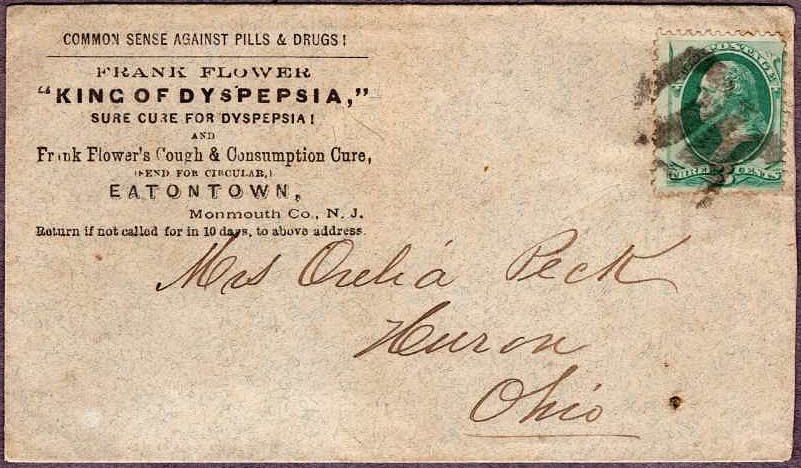 COMMON SENSE AGAINST PILLS & DRUGS!
FRANK FLOWER
"KING OF DYSPEPSIA,"
SURE CURE FOR DYSPEPSIA!
AND
Frank Flower's Cough & Consumption Cure,
(SEND FOR CIRCULAR,)
EATONTOWN,
Monmouth Co., N. J.
Return if not called for in 10 days, to above address.
U.S. POSTAGE
THREE 3 CENTS
Mrs Orelia Peck
Huron
Ohio